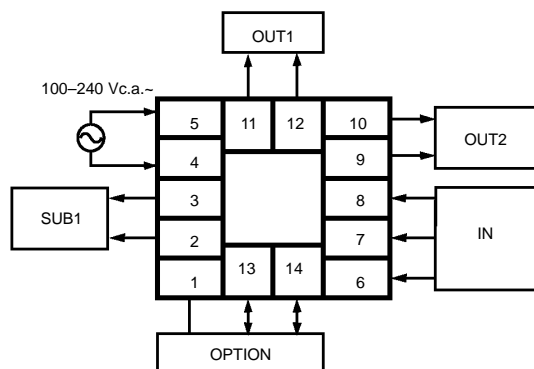 OUT1
100–240 Vc.a.~
5 11 12 10
OUT2
4 9
3 8
SUB1
2 7
IN
1 13 14 6
OPTION